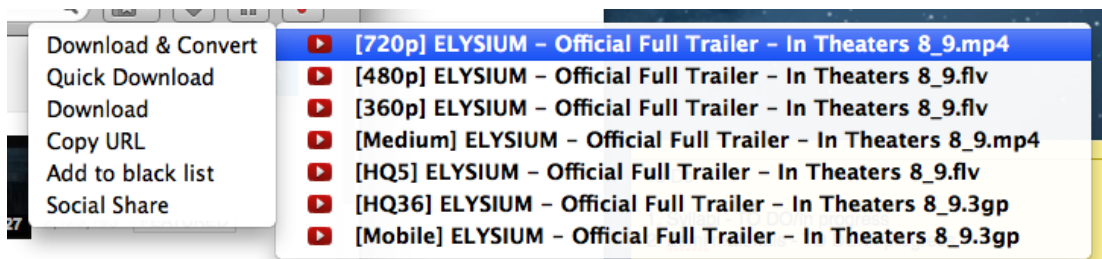 Download & Convert
Quick Download
Download
Copy URL
Add to black list
Social Share
27
[720p] ELYSIUM – Official Full Trailer – In Theaters 8_9.mp4
[480p] ELYSIUM – Official Full Trailer – In Theaters 8_9.flv
[360p] ELYSIUM – Official Full Trailer – In Theaters 8_9.flv
[Medium] ELYSIUM – Official Full Trailer – In Theaters 8_9.mp4
[HQ5] ELYSIUM – Official Full Trailer – In Theaters 8_9.flv
[HQ36] ELYSIUM – Official Full Trailer – In Theaters 8_9.3gp
[Mobile] ELYSIUM – Official Full Trailer – In Theaters 8_9.3gp